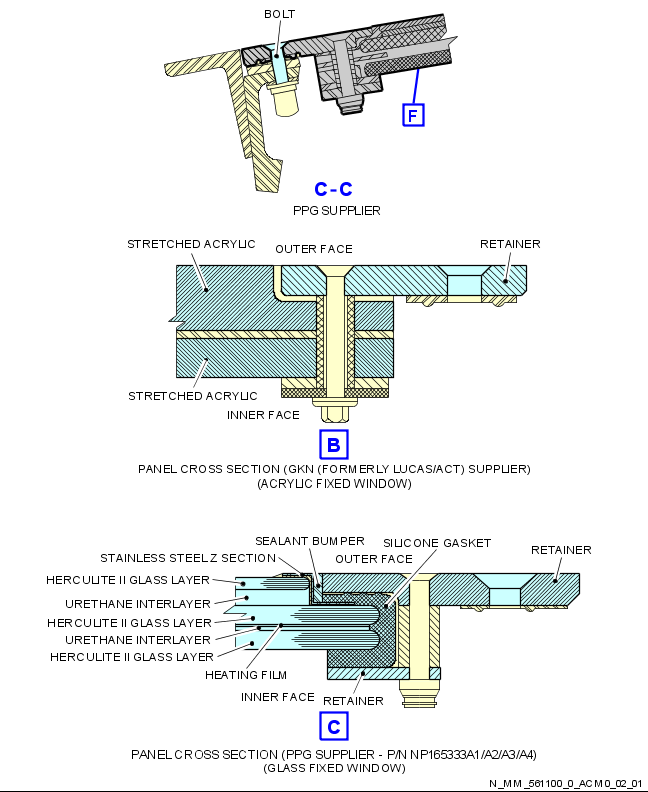 BOLT
F
C-C
PPG SUPPLIER
STRETCHED ACRYLIC
OUTER FACE
RETAINER
STRETCHED ACRYLIC
INNER FACE
B
PANEL CROSS SECTION (GKN (FORMERLY LUCAS/ACT) SUPPLIER)
(ACRYLIC FIXED WINDOW)
SEALANT BUMPER
SILICONE GASKET
STAINLESS STEEL Z SECTION
OUTER FACE
RETAINER
HERCULITE II GLASS LAYER
URETHANE INTERLAYER
HERCULITE II GLASS LAYER
URETHANE INTERLAYER
HERCULITE II GLASS LAYER
HEATING FILM
INNER FACE
RETAINER
C
PANEL CROSS SECTION (PPG SUPPLIER - P/N NP165333A1/A2/A3/A4)
(GLASS FIXED WINDOW)
N_MM_561100_0_ACM0_02_01